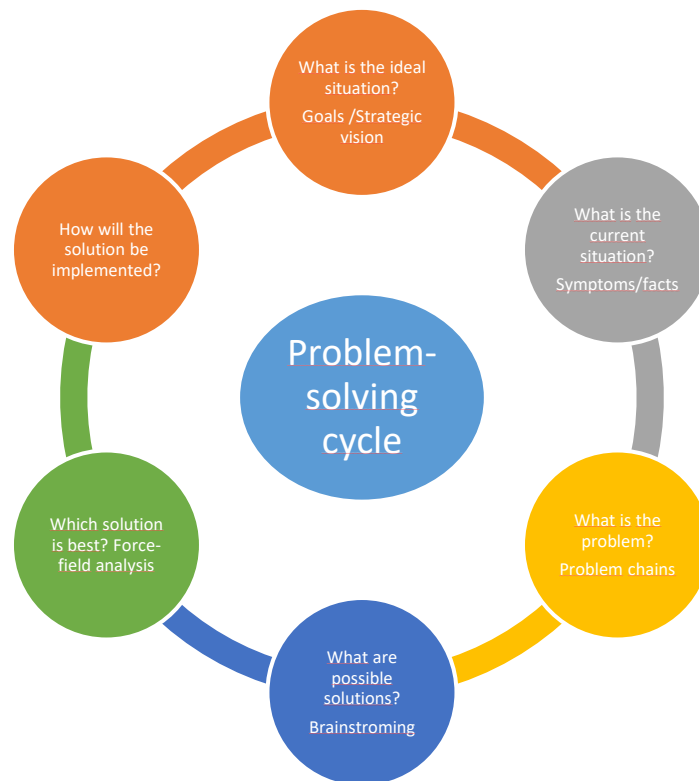 What is the ideal
situation?
Goals /Strategic
vision
What is the
current
situation?
Symptoms/facts
What is the
problem?
Problem chains
What are
possible
solutions?
Brainstroming
Which solution
is best? Force-
field analysis
How will the
solution be
implemented?
Problem-
solving
cycle